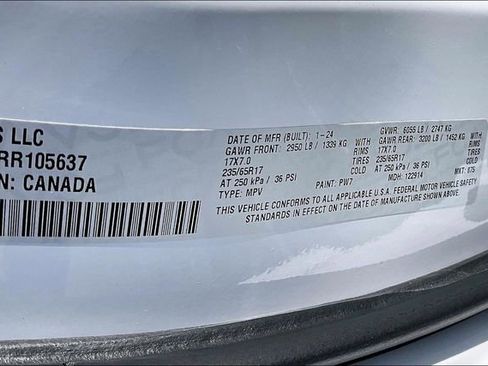 S LLC
RR105637
N: CANADA
DATE OF MFR (BUILT): 1-24 GVWR: 6055 LB / 2747 KG
GAWR FRONT: 2950 LB / 1339 KG WITH GAWR REAR: 3200 LB / 1452 KG WITH
17X7.0 RIMS 17X7.0 RIMS
235/65R17 TIRES 235/65R17 TIRES
AT 250 kPa / 36 PSI COLD AT 250 kPa / 36 PSI COLD
TYPE: MPV PAINT: PW7 MDH: 122914 MKT: 675
THIS VEHICLE CONFORMS TO ALL APPLICABLE U.S.A. FEDERAL MOTOR VEHICLE SAFETY
STANDARDS IN EFFECT ON THE DATE OF MANUFACTURE SHOWN ABOVE.